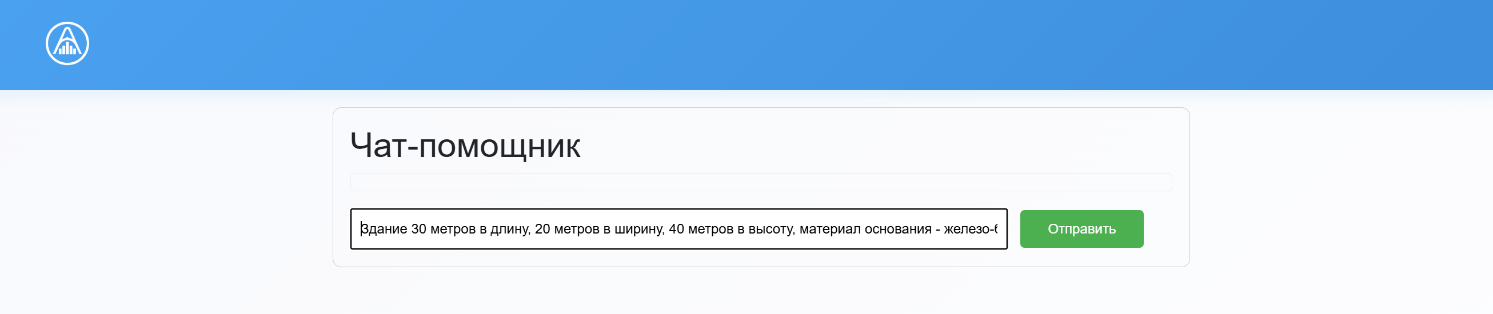 Чат-помощник
Здание 30 метров в длину, 20 метров в ширину, 40 метров в высоту, материал основания - железо-б
Отправить